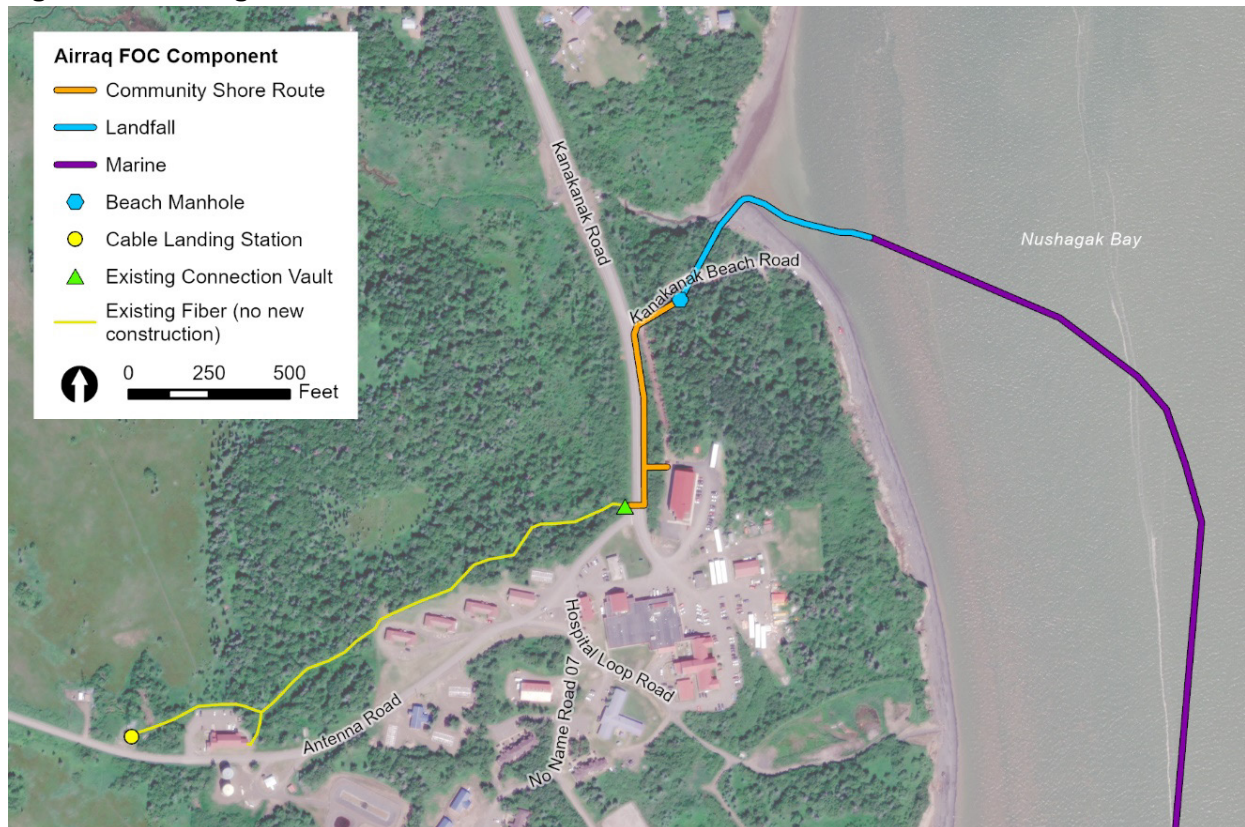 Airraq FOC Component
Community Shore Route
Landfall
Marine
Beach Manhole
Cable Landing Station
Existing Connection Vault
Existing Fiber (no new
construction)
0 250 500
Feet
Kanakanak Road
Nushagak Bay
Kanakanak Beach Road
Hospital Loop Road
Antenna Road
No Name Road 07